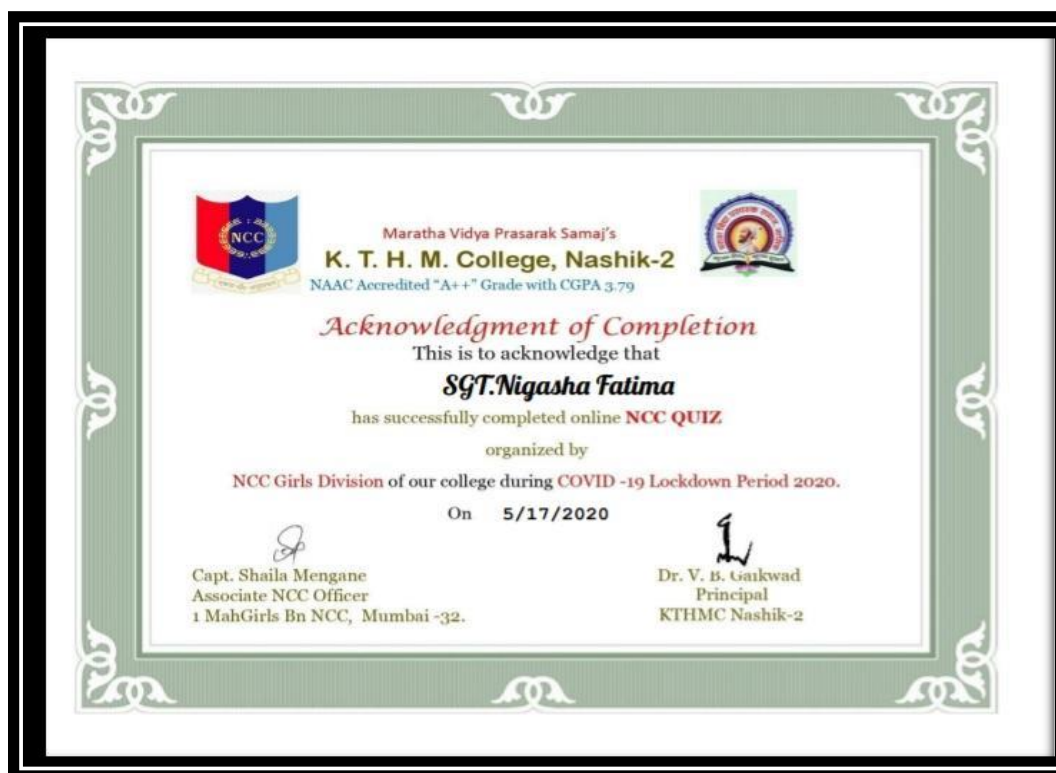 NCC
Maratha Vidya Prasarak Samaj's
K. T. H. M. College, Nashik-2
NAAC Accredited "A++" Grade with CGPA 3.79
Acknowledgment of Completion
This is to acknowledge that
SGT.Nigasha Fatima
has successfully completed online NCC QUIZ
organized by
NCC Girls Division of our college during COVID -19 Lockdown Period 2020.
On 5/17/2020
Capt. Shaila Mengane
Associate NCC Officer
1 MahGirls Bn NCC, Mumbai -32.
Dr. V. B. Gaikwad
Principal
KTHMC Nashik-2